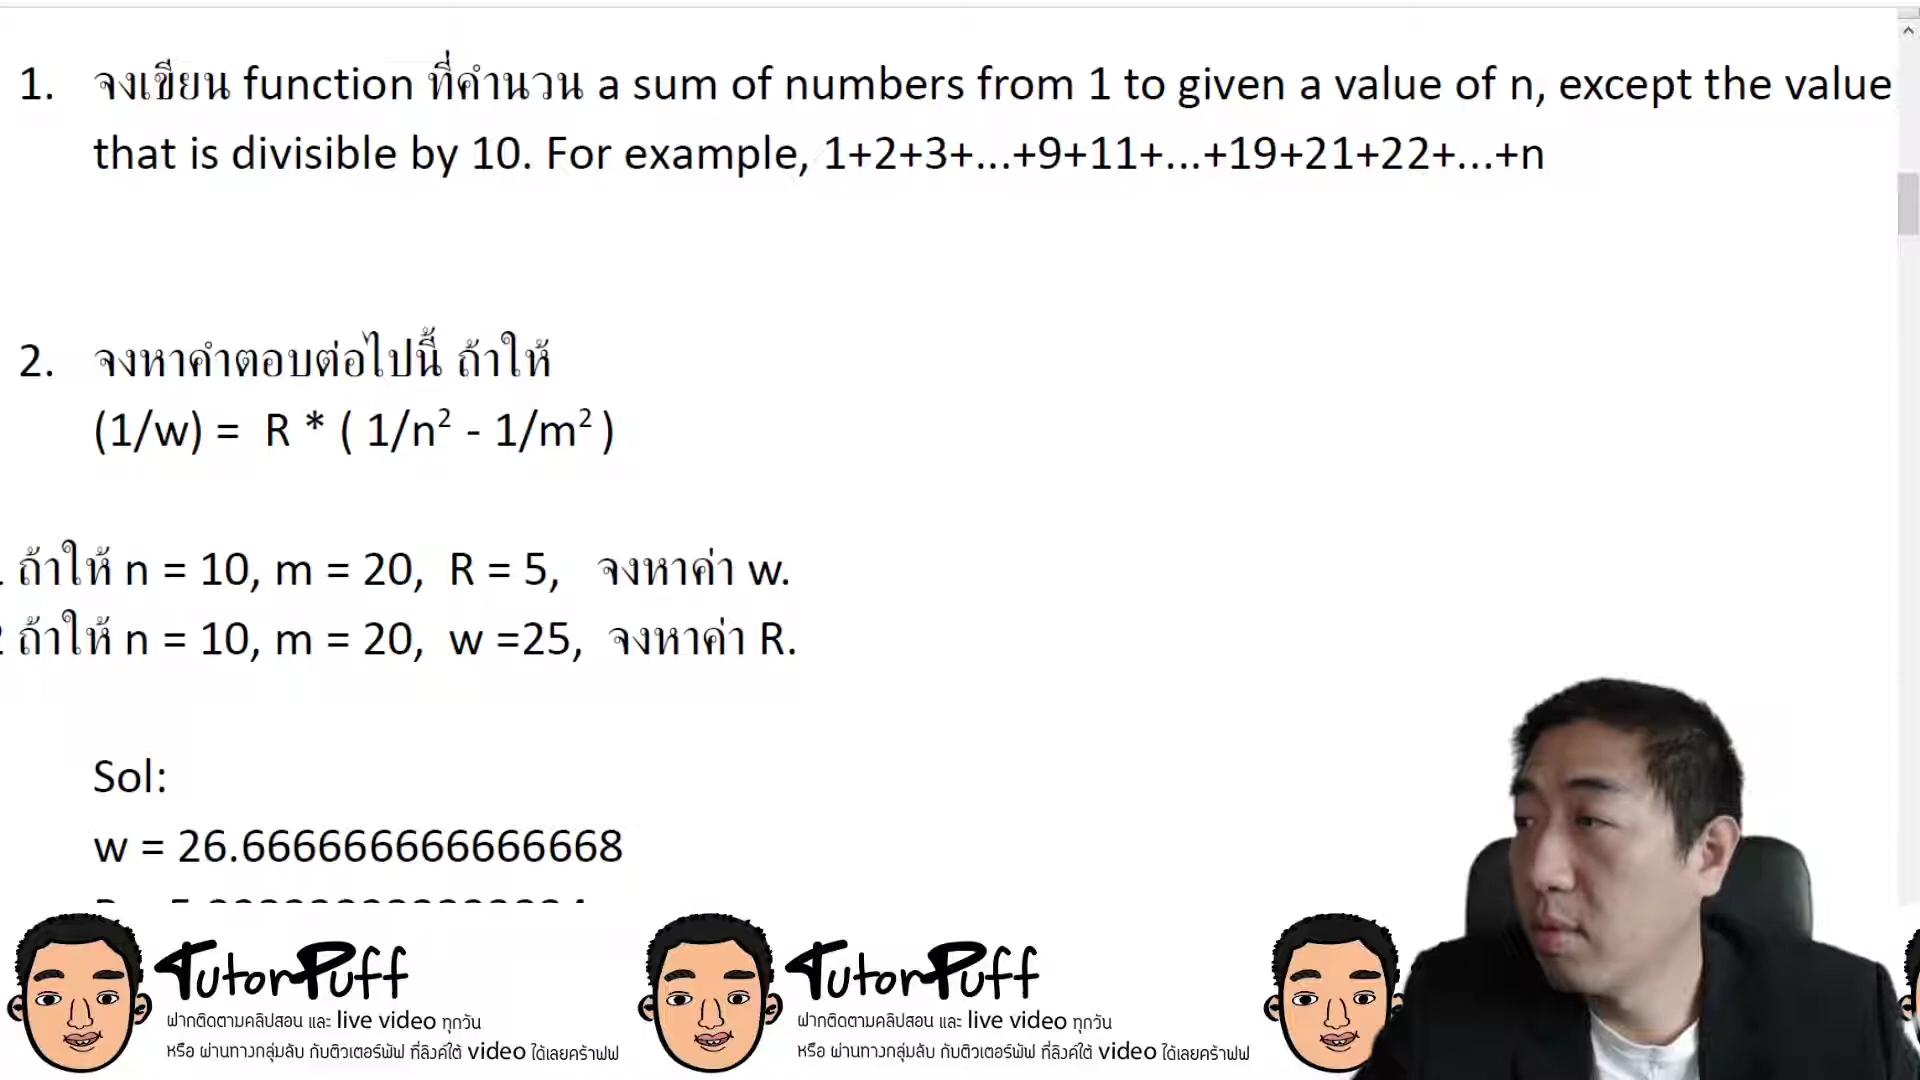 1. จงเขียน function ที่คำนวน a sum of numbers from 1 to given a value of n, except the value
that is divisible by 10. For example, 1+2+3+...+9+11+...+19+21+22+...+n
2. จงหาคำตอบต่อไปนี้ ถ้าให้
(1/w) = R * ( 1/n² - 1/m² )
ถ้าให้ n = 10, m = 20, R = 5, จงหาค่า w.
ถ้าให้ n = 10, m = 20, w =25, จงหาค่า R.
Sol:
w = 26.666666666666668
TutorPuff TutorPuff
ฝากติดตามคลิปสอน และ live video ทุกวัน ฝากติดตามคลิปสอน และ live video ทุกวัน
หรือ ผ่านทางกลุ่มลับ กับติวเตอร์พัฟ ที่ลิงค์ใต้ video ได้เลยคร้าฟฟ หรือ ผ่านทางกลุ่มลับ กับติวเตอร์พัฟ ที่ลิงค์ใต้ video ได้เลยคร้าฟฟ